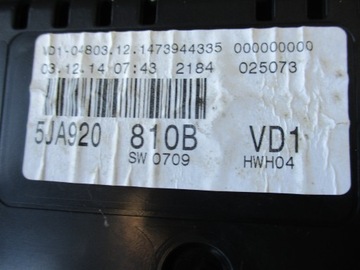 VD1-04803.12.1473944335 000000000
03.12.14 07:43 2184 025073
5JA920 810B VD1
SW 0709 HWH04